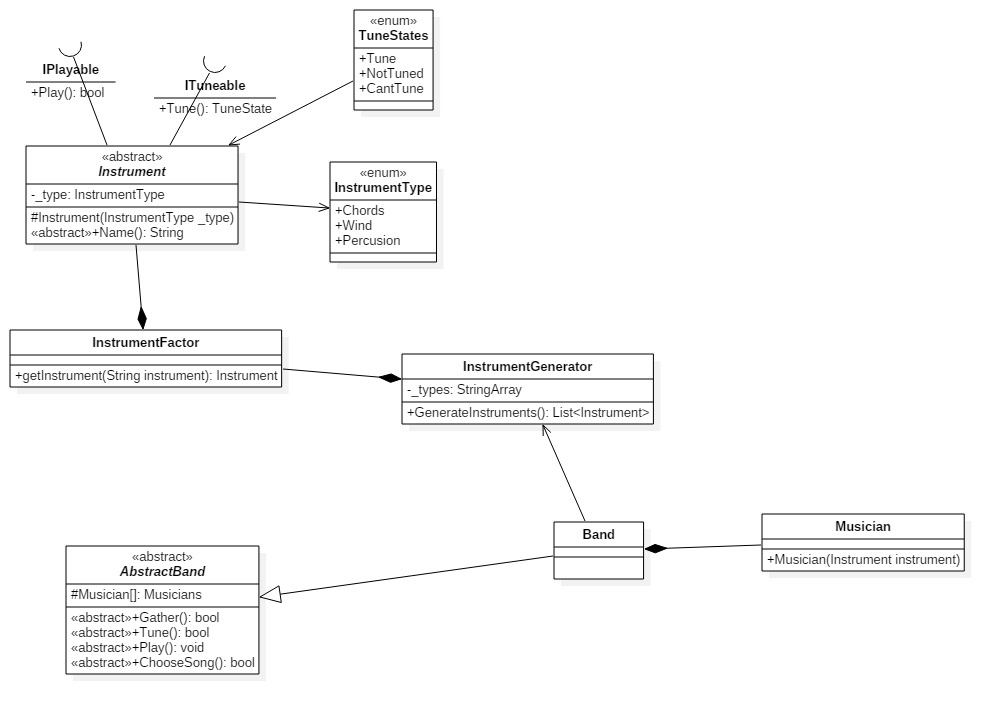 «enum»
TuneStates
+Tune
+NotTuned
+CantTune
IPlayable
+Play(): bool
ITuneable
+Tune(): TuneState
«abstract»
Instrument
-_type: InstrumentType
#Instrument(InstrumentType _type)
«abstract»+Name(): String
«enum»
InstrumentType
+Chords
+Wind
+Percusion
InstrumentFactor
+getInstrument(String instrument): Instrument
InstrumentGenerator
-_types: StringArray
+GenerateInstruments(): List<Instrument>
Band
Musician
+Musician(Instrument instrument)
«abstract»
AbstractBand
#Musician[]: Musicians
«abstract»+Gather(): bool
«abstract»+Tune(): bool
«abstract»+Play(): void
«abstract»+ChooseSong(): bool